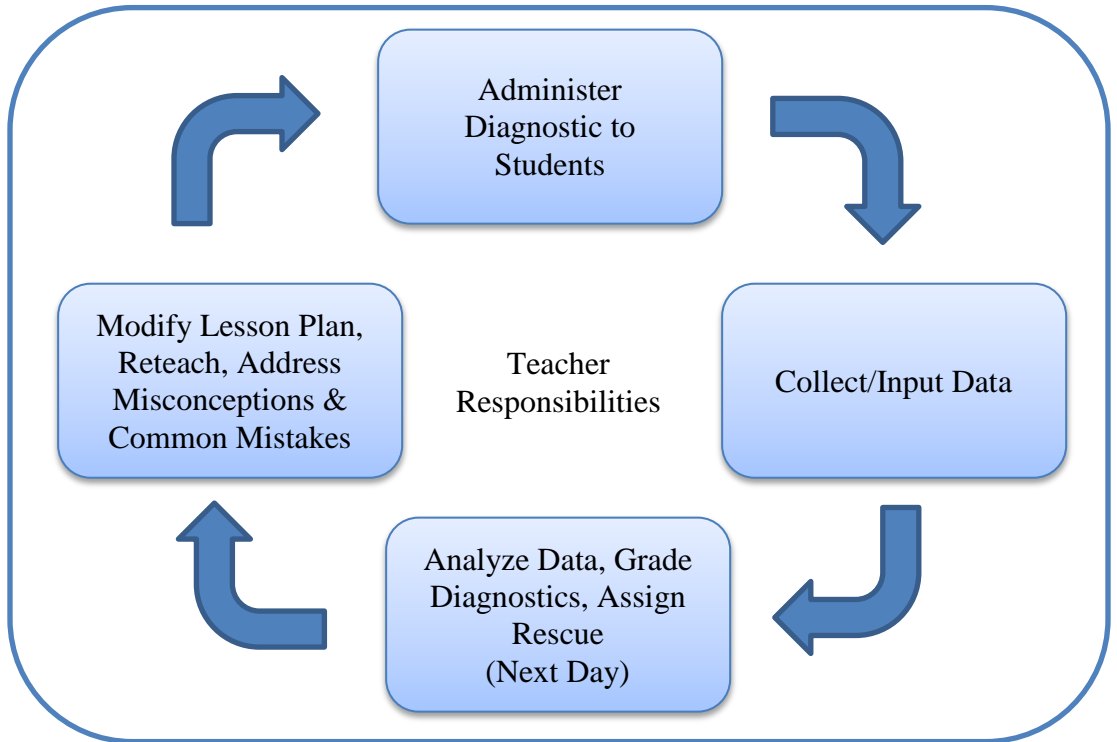 Administer
Diagnostic to
Students
Modify Lesson Plan,
Reteach, Address
Misconceptions &
Common Mistakes
Teacher
Responsibilities
Collect/Input Data
Analyze Data, Grade
Diagnostics, Assign
Rescue
(Next Day)